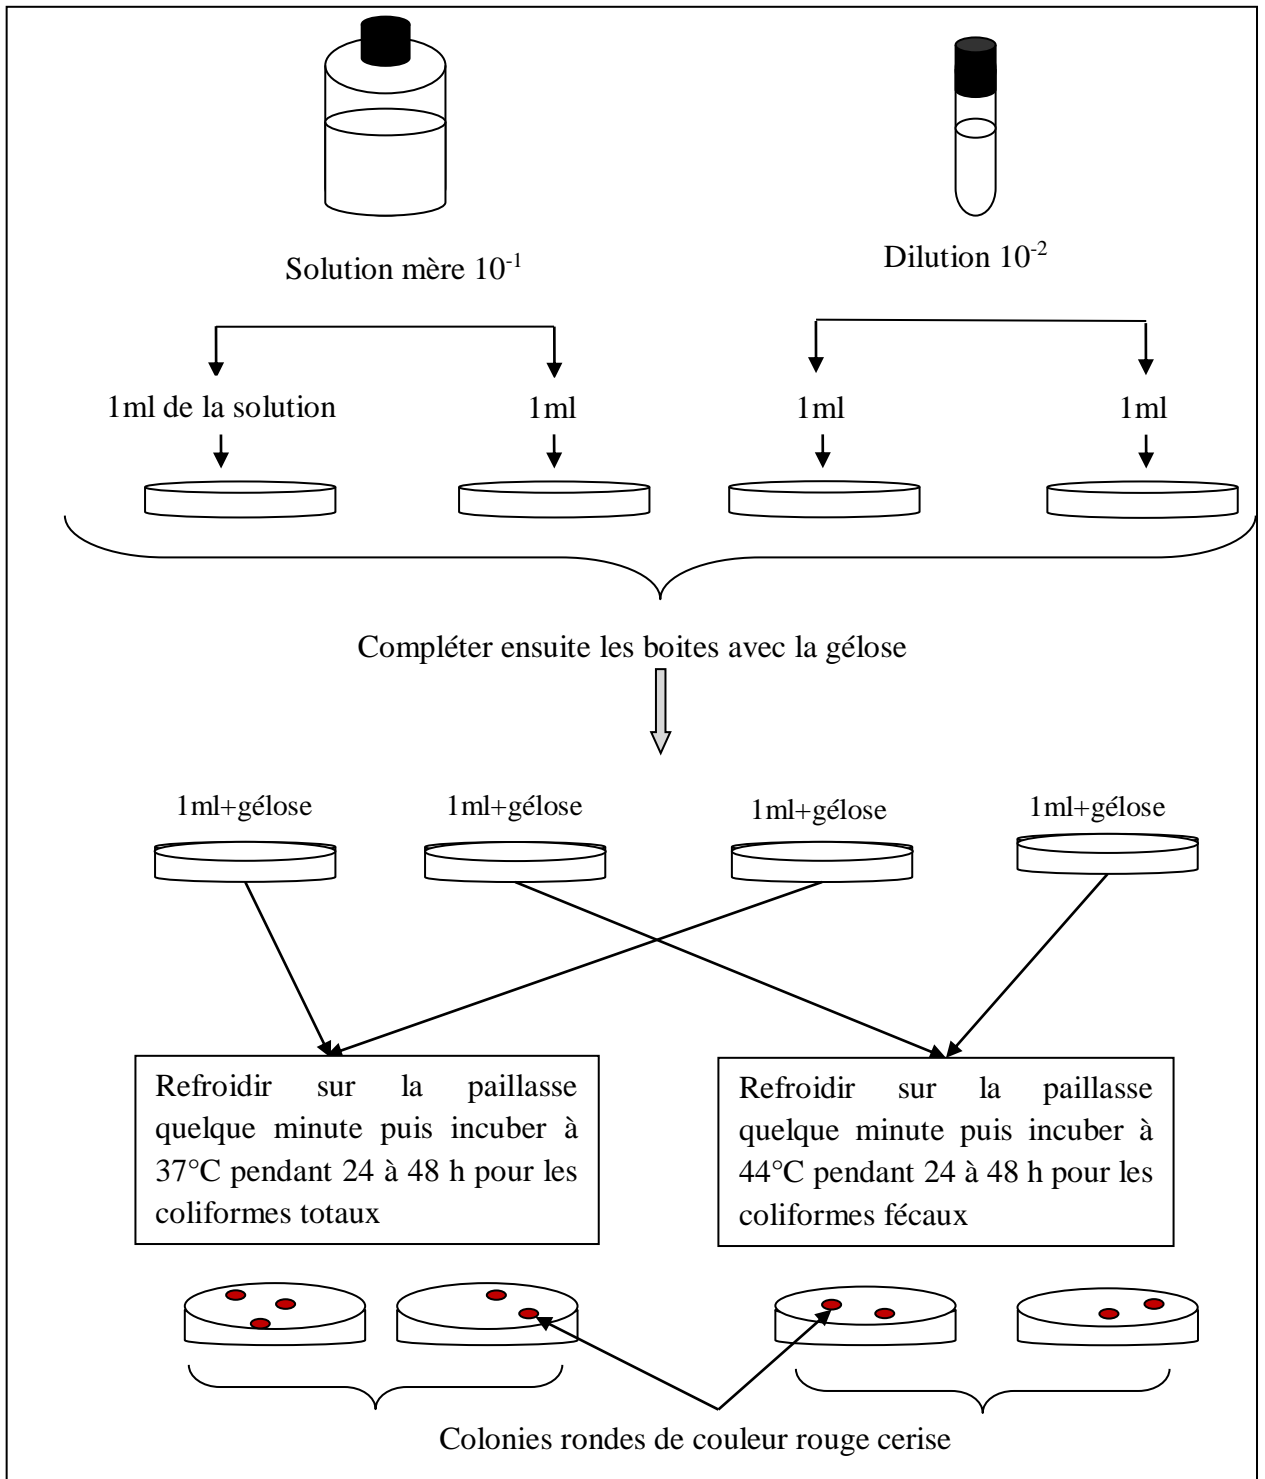 Solution mère 10⁻¹
Dilution 10⁻²
1ml de la solution
1ml
1ml
1ml
Compléter ensuite les boites avec la gélose
1ml+gélose
1ml+gélose
1ml+gélose
1ml+gélose
Refroidir sur la paillasse
quelque minute puis incuber à
37°C pendant 24 à 48 h pour les
coliformes totaux
Refroidir sur la paillasse
quelque minute puis incuber à
44°C pendant 24 à 48 h pour les
coliformes fécaux
Colonies rondes de couleur rouge cerise